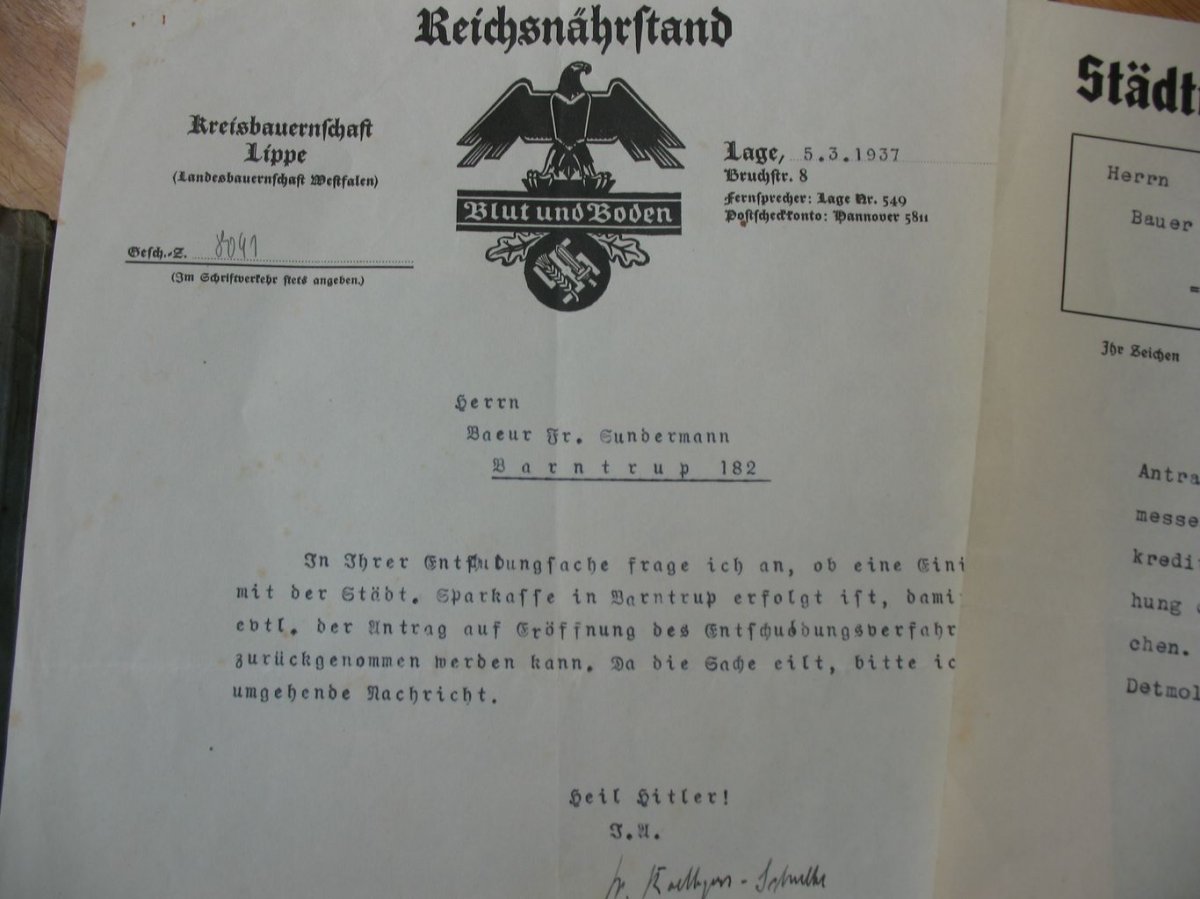 Reichsnährstand
Kreisbauernschaft
Lippe
(Landesbauernschaft Westfalen)
Gesch.-Z. 8041
(Im Schriftverkehr stets angeben.)
Blut und Boden
Lage, 5.3.1937
Bruchstr. 8
Fernsprecher: Lage Nr. 549
Postscheckkonto: Hannover 5811
Herrn
Baeur Fr. Sundermann
Barntrup 182
In Ihrer Entschudungsache frage ich an, ob eine Eini
mit der Städt. Sparkasse in Barntrup erfolgt ist, dami
evtl. der Antrag auf Eröffnung des Entschudungsverfahr
zurückgenommen werden kann. Da die Sache eilt, bitte ic
umgehende Nachricht.
Heil Hitler!
I.A.
Städt
Herrn
Bauer
=
Ihr Zeichen
Antra
messe
kredi
hung
chen.
Detmol